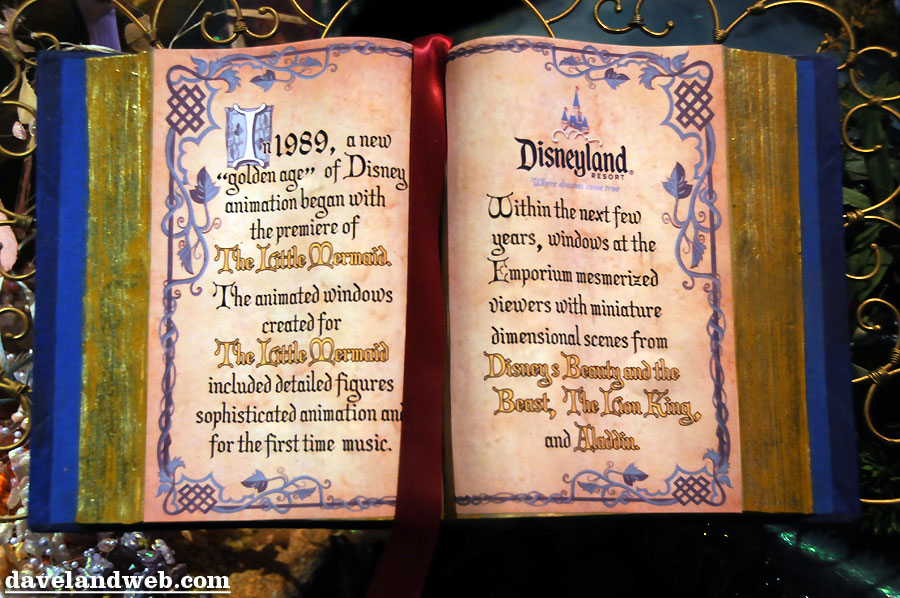 In 1989, a new
“golden age” of Disney
animation began with
the premiere of
The Little Mermaid.
The animated windows
created for
The Little Mermaid
included detailed figures
sophisticated animation and
for the first time music.
Disneyland
RESORT
Where dreams come true
Within the next few
years, windows at the
Emporium mesmerized
viewers with miniature
dimensional scenes from
Disney's Beauty and the
Beast, The Lion King,
and Aladdin.
davelandweb.com